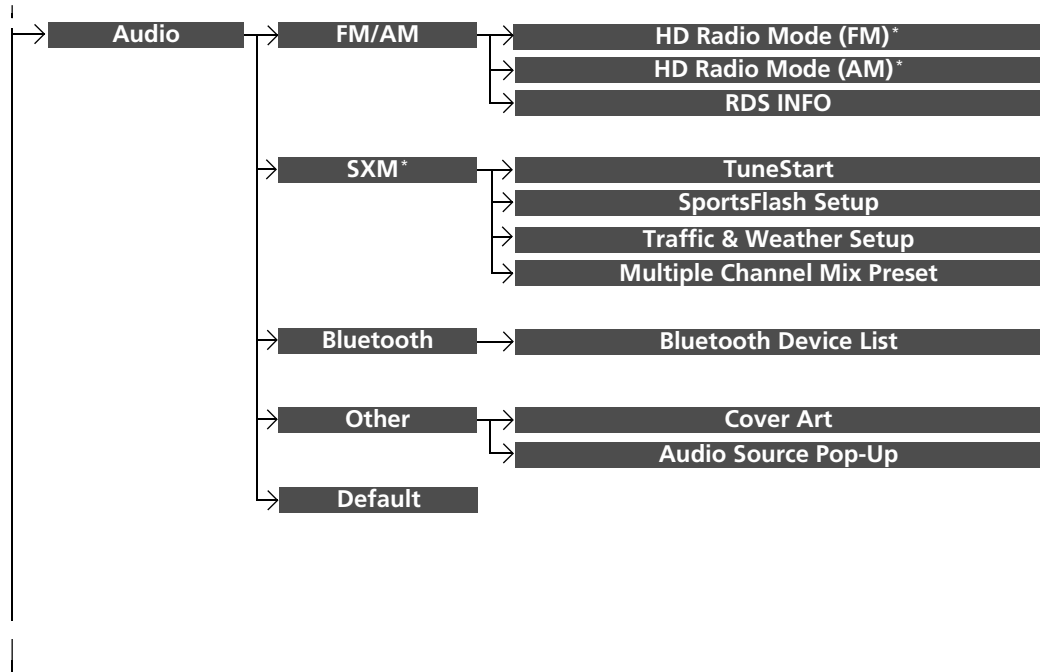 Audio
FM/AM
HD Radio Mode (FM)*
HD Radio Mode (AM)*
RDS INFO
SXM*
TuneStart
SportsFlash Setup
Traffic & Weather Setup
Multiple Channel Mix Preset
Bluetooth
Bluetooth Device List
Other
Cover Art
Audio Source Pop-Up
Default